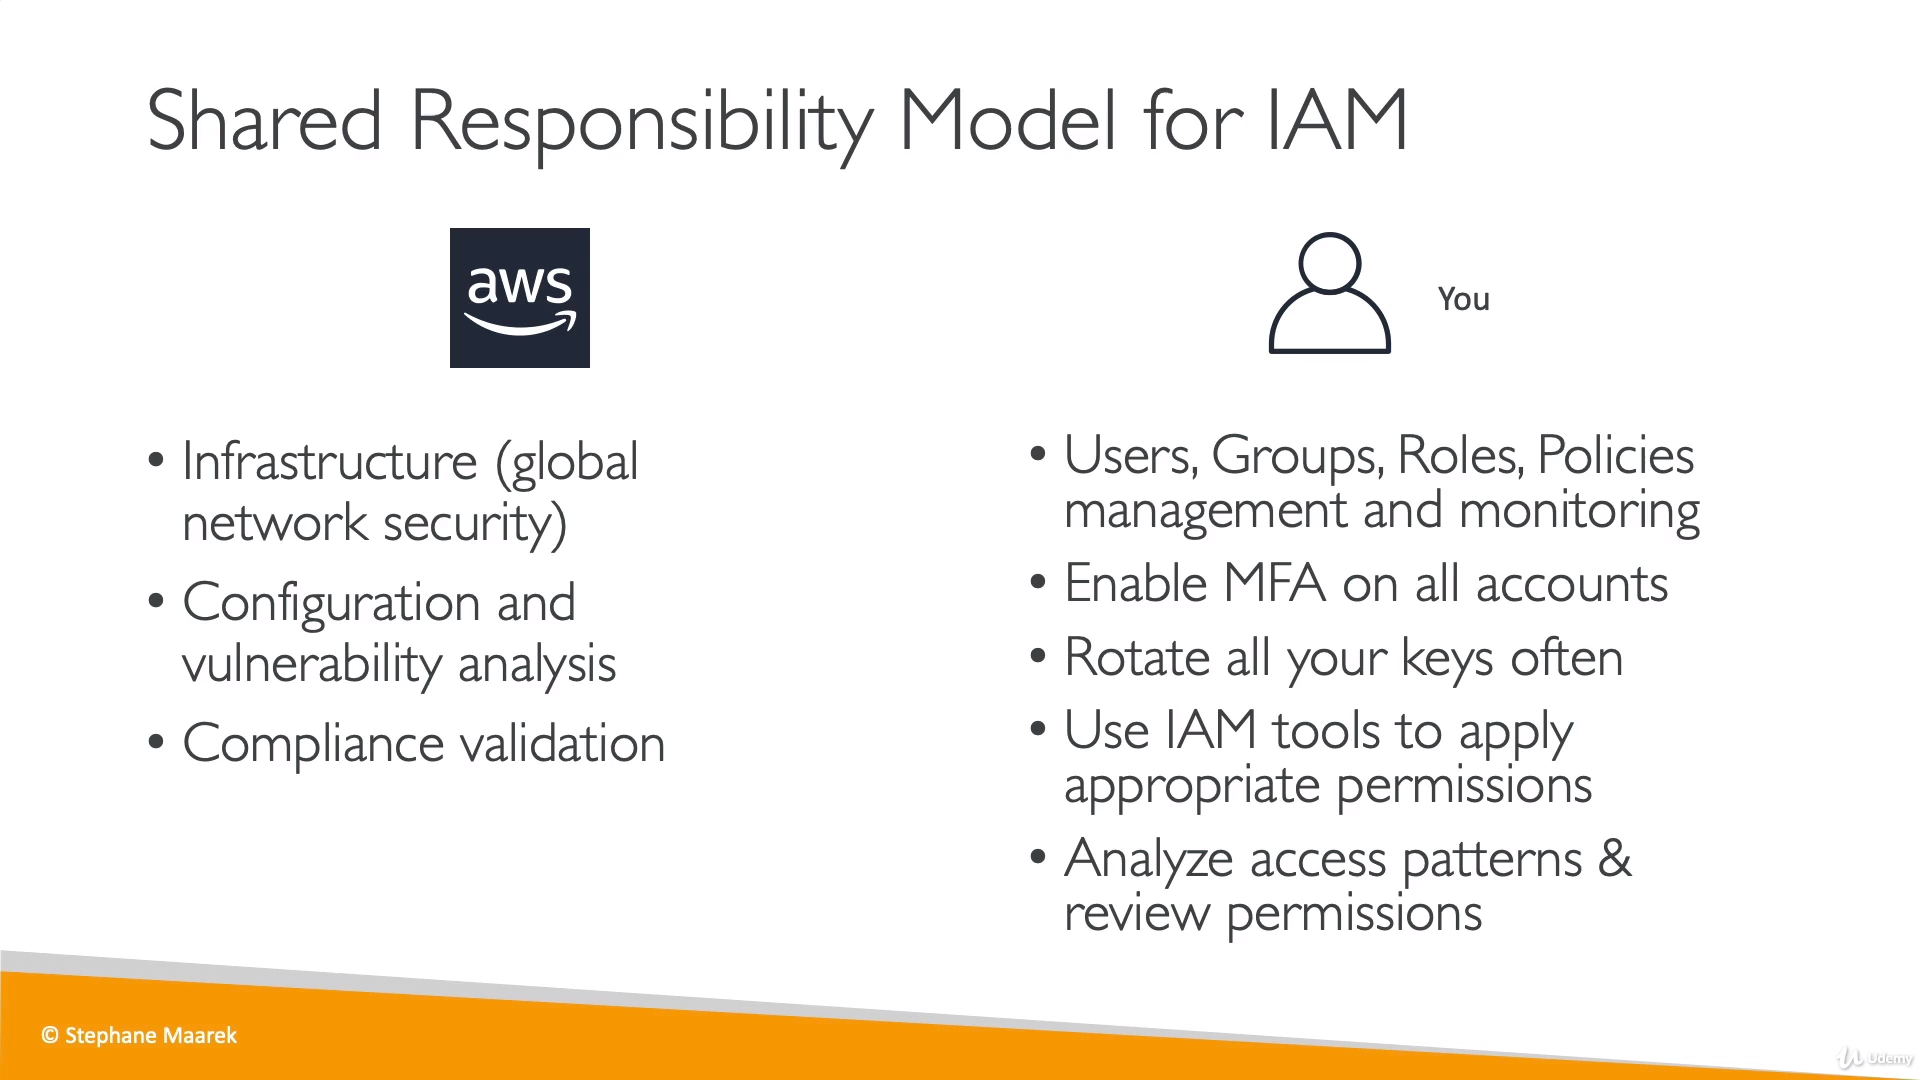 Shared Responsibility Model for IAM
aws
You
• Infrastructure (global
network security)
• Configuration and
vulnerability analysis
• Compliance validation
• Users, Groups, Roles, Policies
management and monitoring
• Enable MFA on all accounts
• Rotate all your keys often
• Use IAM tools to apply
appropriate permissions
• Analyze access patterns &
review permissions
© Stephane Maarek
Udemy